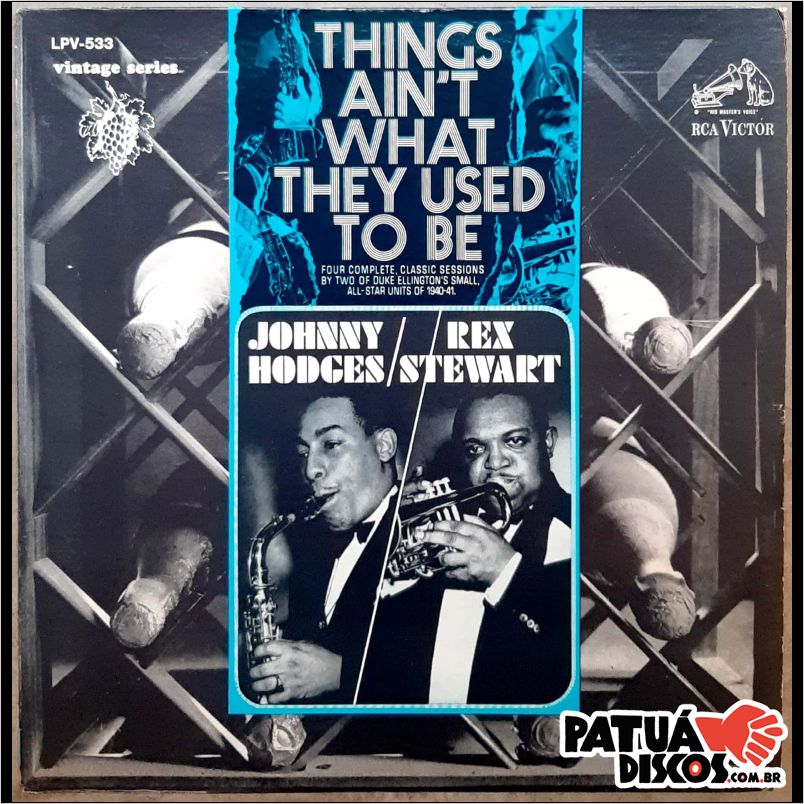 LPV-533
vintage series
THINGS
AIN'T
WHAT
THEY USED
TO BE
FOUR COMPLETE, CLASSIC SESSIONS
BY TWO OF DUKE ELLINGTON'S SMALL,
ALL-STAR UNITS OF 1940-41.
"HIS MASTER'S VOICE"
RCA VICTOR
JOHNNY
HODGES/
REX
/STEWART
PATUÁ
DISCOS.COM.BR